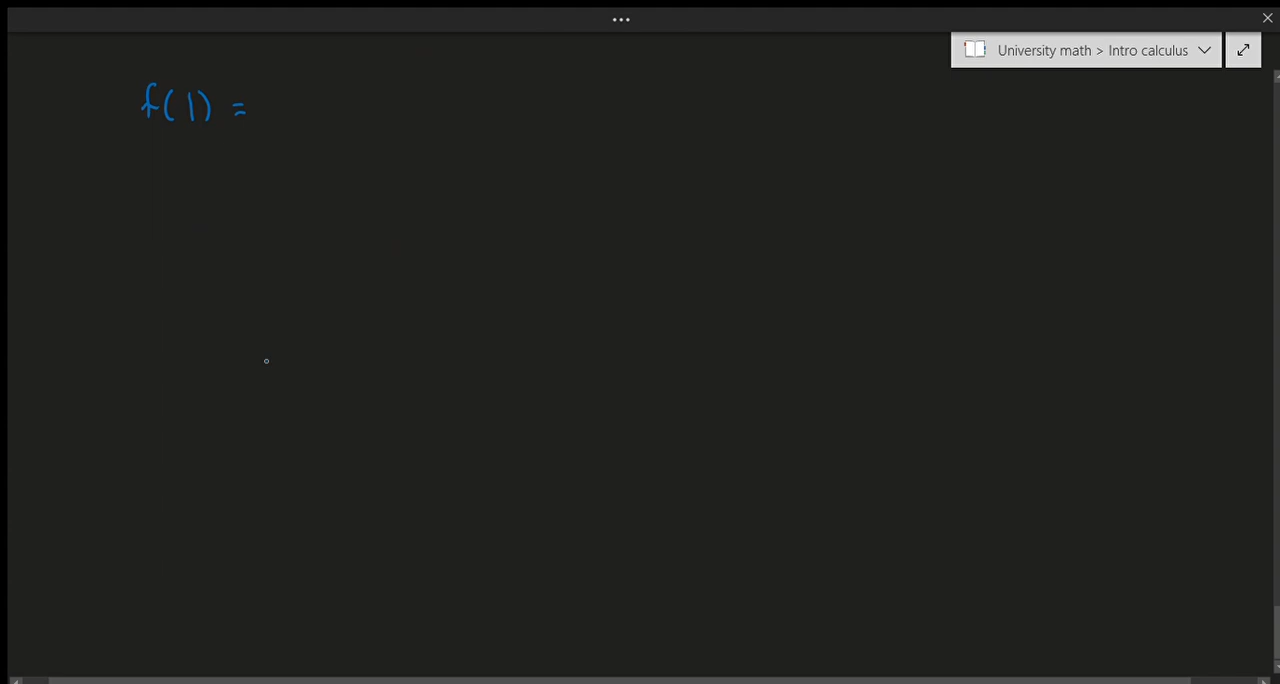 University math > Intro calculus
f(1) =